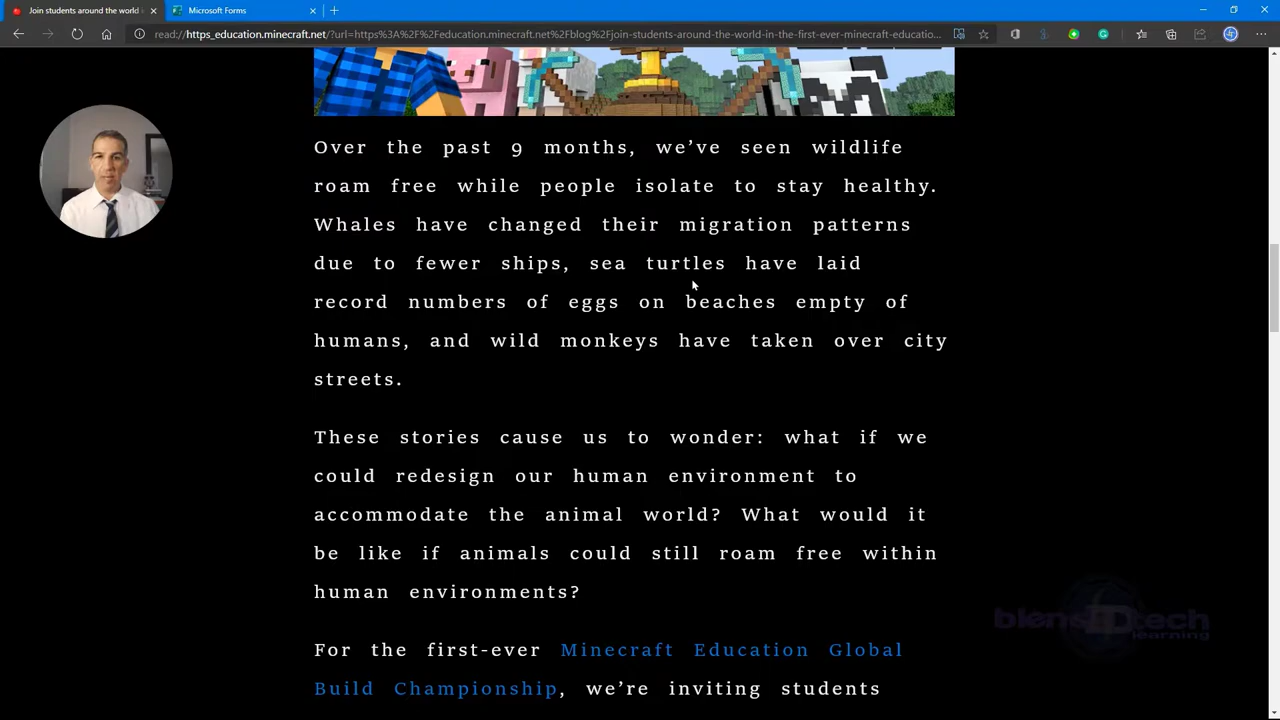 Join students around the world
Microsoft Forms
read://https_education.minecraft.net/?url=https%3A%2F%2Feducation.minecraft.net%2Fblog%2Fjoin-students-around-the-world-in-the-first-ever-minecraft-educatio...
Over the past 9 months, we’ve seen wildlife
roam free while people isolate to stay healthy.
Whales have changed their migration patterns
due to fewer ships, sea turtles have laid
record numbers of eggs on beaches empty of
humans, and wild monkeys have taken over city
streets.
These stories cause us to wonder: what if we
could redesign our human environment to
accommodate the animal world? What would it
be like if animals could still roam free within
human environments?
For the first-ever Minecraft Education Global
Build Championship, we’re inviting students
blendEDtech
learning